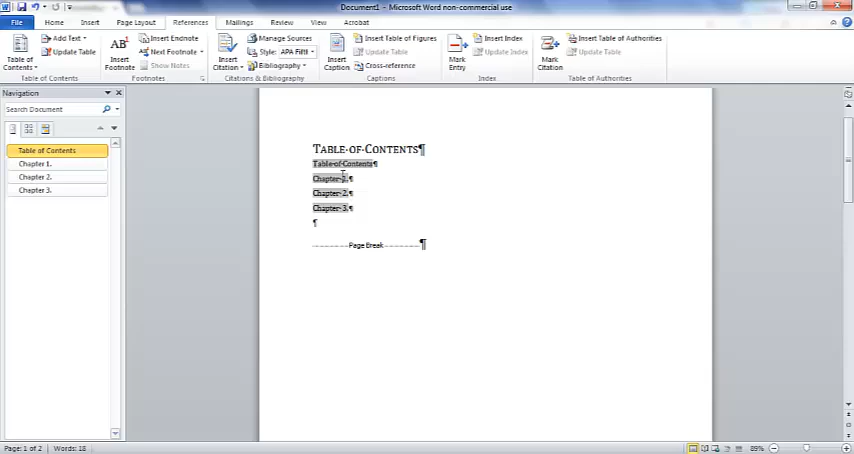 Document1 - Microsoft Word non-commercial use
File Home Insert Page Layout References Mailings Review View Acrobat
Table of Contents
Add Text
Update Table
Table of Contents
AB¹
Insert Footnote
Insert Endnote
Next Footnote
Show Notes
Footnotes
Insert Citation
Manage Sources
Style: APA Fifth
Bibliography
Citations & Bibliography
Insert Caption
Insert Table of Figures
Update Table
Cross-reference
Captions
Mark Entry
Insert Index
Update Index
Index
Mark Citation
Insert Table of Authorities
Update Table
Table of Authorities
Navigation
Search Document
Table of Contents
Chapter 1.
Chapter 2.
Chapter 3.
TABLE·OF·CONTENTS¶
Table·of·Contents¶
Chapter·1.¶
Chapter·2.¶
Chapter·3.¶
¶
Page Break¶
Page: 1 of 2 Words: 18 89%